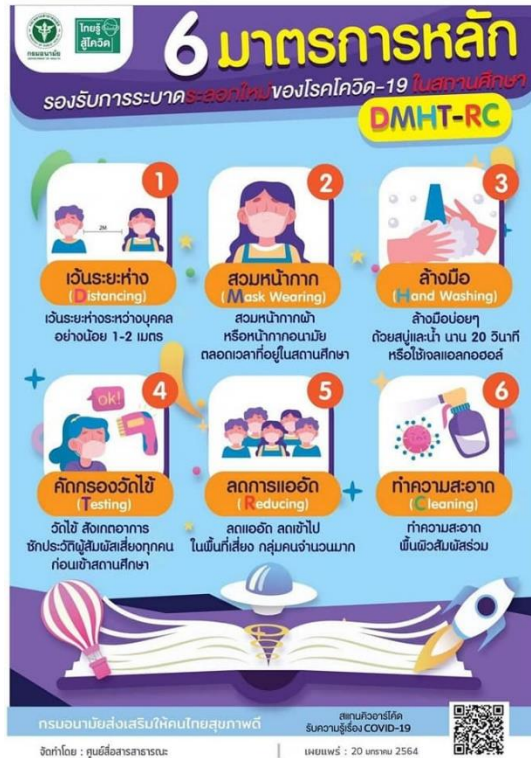 กรมอนามัย
DEPARTMENT OF HEALTH
ไทยรู้
สู้โควิด
6 มาตรการหลัก
รองรับการระบาดระลอกใหม่ของโรคโควิด-19 ในสถานศึกษา
DMHT-RC
1
2M
เว้นระยะห่าง
(Distancing)
เว้นระยะห่างระหว่างบุคคล
อย่างน้อย 1-2 เมตร
2
สวมหน้ากาก
(Mask Wearing)
สวมหน้ากากผ้า
หรือหน้ากากอนามัย
ตลอดเวลาที่อยู่ในสถานศึกษา
3
ล้างมือ
(Hand Washing)
ล้างมือบ่อยๆ
ด้วยสบู่และน้ำ นาน 20 วินาที
หรือใช้เจลแอลกอฮอล์
4
ok!
คัดกรองวัดไข้
(Testing)
วัดไข้ สังเกตอาการ
ซักประวัติผู้สัมผัสเสี่ยงทุกคน
ก่อนเข้าสถานศึกษา
5
ลดการแออัด
(Reducing)
ลดแออัด ลดเข้าไป
ในพื้นที่เสี่ยง กลุ่มคนจำนวนมาก
6
ทำความสะอาด
(Cleaning)
ทำความสะอาด
พื้นผิวสัมผัสร่วม
กรมอนามัยส่งเสริมให้คนไทยสุขภาพดี
สแกนคิวอาร์โค้ด
รับความรู้เรื่อง COVID-19
จัดทำโดย : ศูนย์สื่อสารสาธารณะ
เผยแพร่ : 20 มกราคม 2564